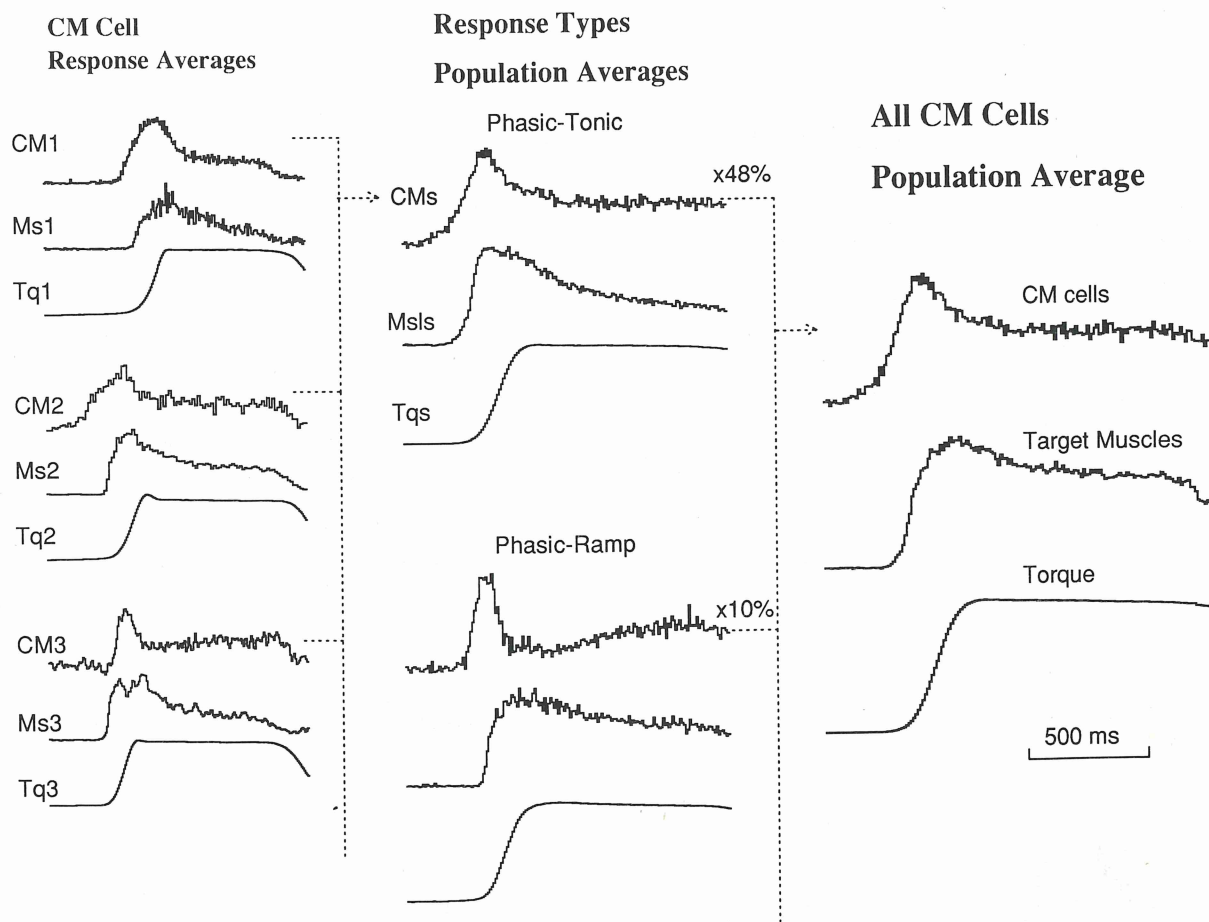 CM Cell
Response Averages
CM1
Ms1
Tq1
CM2
Ms2
Tq2
CM3
Ms3
Tq3
Response Types
Population Averages
Phasic-Tonic
x48%
CMs
Msls
Tqs
Phasic-Ramp
x10%
All CM Cells
Population Average
CM cells
Target Muscles
Torque
500 ms